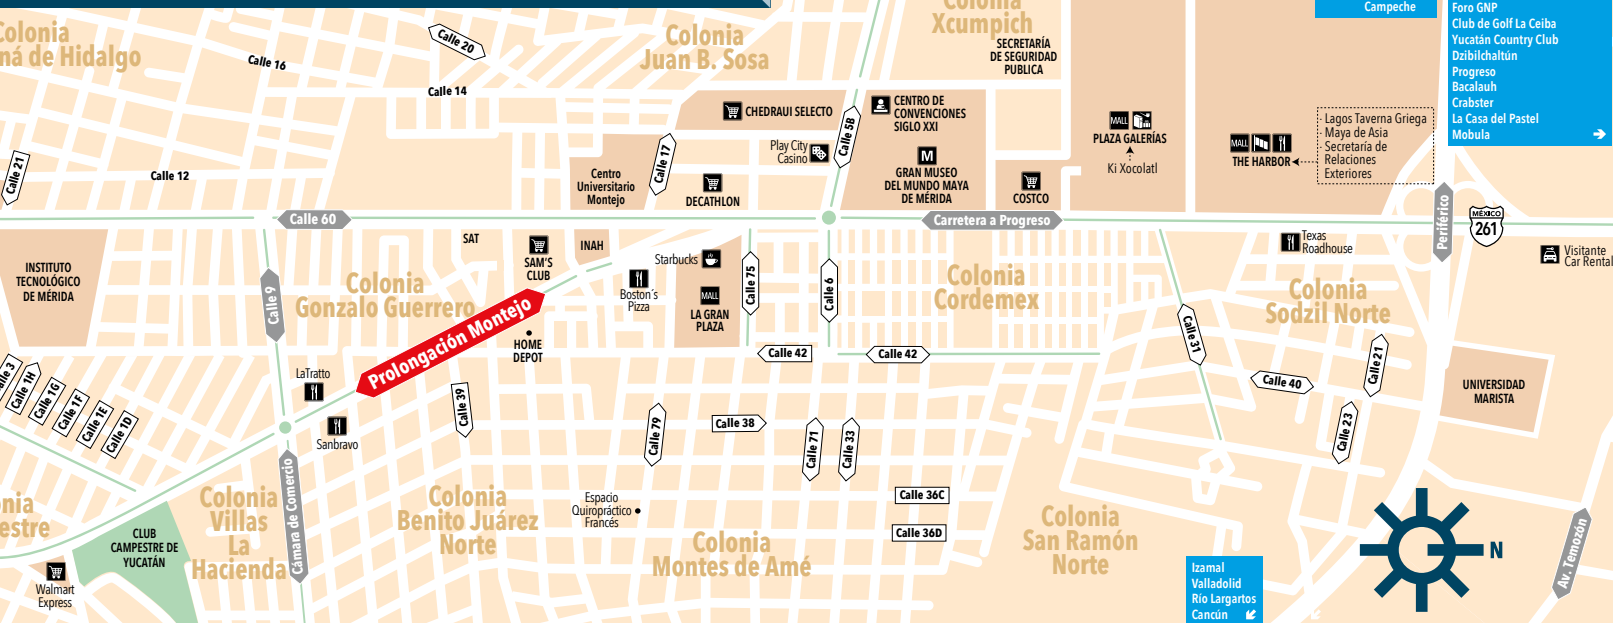 Campeche
Foro GNP
Club de Golf La Ceiba
Yucatán Country Club
Dzibilchaltún
Progreso
Bacalauh
Crabster
La Casa del Pastel
Mobula
Colonia
ná de Hidalgo
Calle 20
Calle 16
Calle 14
Colonia
Juan B. Sosa
Colonia
Xcumpich
SECRETARÍA
DE SEGURIDAD
PUBLICA
CHEDRAUI SELECTO
CENTRO DE
CONVENCIONES
SIGLO XXI
Calle 5B
Play City
Casino
MALL
PLAZA GALERÍAS
Ki Xocolatl
MALL
THE HARBOR
- Lagos Taverna Griega
- Maya de Asia
- Secretaría de
Relaciones
Exteriores
Calle 21
Calle 12
Centro
Universitario
Montejo
Calle 17
DECATHLON
M
GRAN MUSEO
DEL MUNDO MAYA
DE MÉRIDA
COSTCO
Calle 60
Carretera a Progreso
Periférico
MÉXICO
261
INSTITUTO
TECNOLÓGICO
DE MÉRIDA
Calle 9
SAT
SAM'S
CLUB
INAH
Starbucks
Boston´s
Pizza
MALL
LA GRAN
PLAZA
Calle 75
Calle 6
Colonia
Gonzalo Guerrero
Prolongación Montejo
HOME
DEPOT
Colonia
Cordemex
Texas
Roadhouse
Visitante
Car Rental
Colonia
Sodzil Norte
Calle 31
Calle 42
Calle 42
Calle 40
Calle 21
Calle 23
UNIVERSIDAD
MARISTA
lle 3
Calle 1H
Calle 1G
Calle 1F
Calle 1E
Calle 1D
LaTratto
Sanbravo
Calle 39
Calle 79
Calle 38
Calle 71
Calle 33
Calle 36C
Calle 36D
nia
estre
Colonia
Villas
La
Hacienda
Cámara de Comercio
Colonia
Benito Juárez
Norte
Espacio
Quiropráctico
Francés
Colonia
Montes de Amé
Colonia
San Ramón
Norte
CLUB
CAMPESTRE DE
YUCATÁN
Walmart
Express
Izamal
Valladolid
Río Largartos
Cancún
N
Av. Temozón